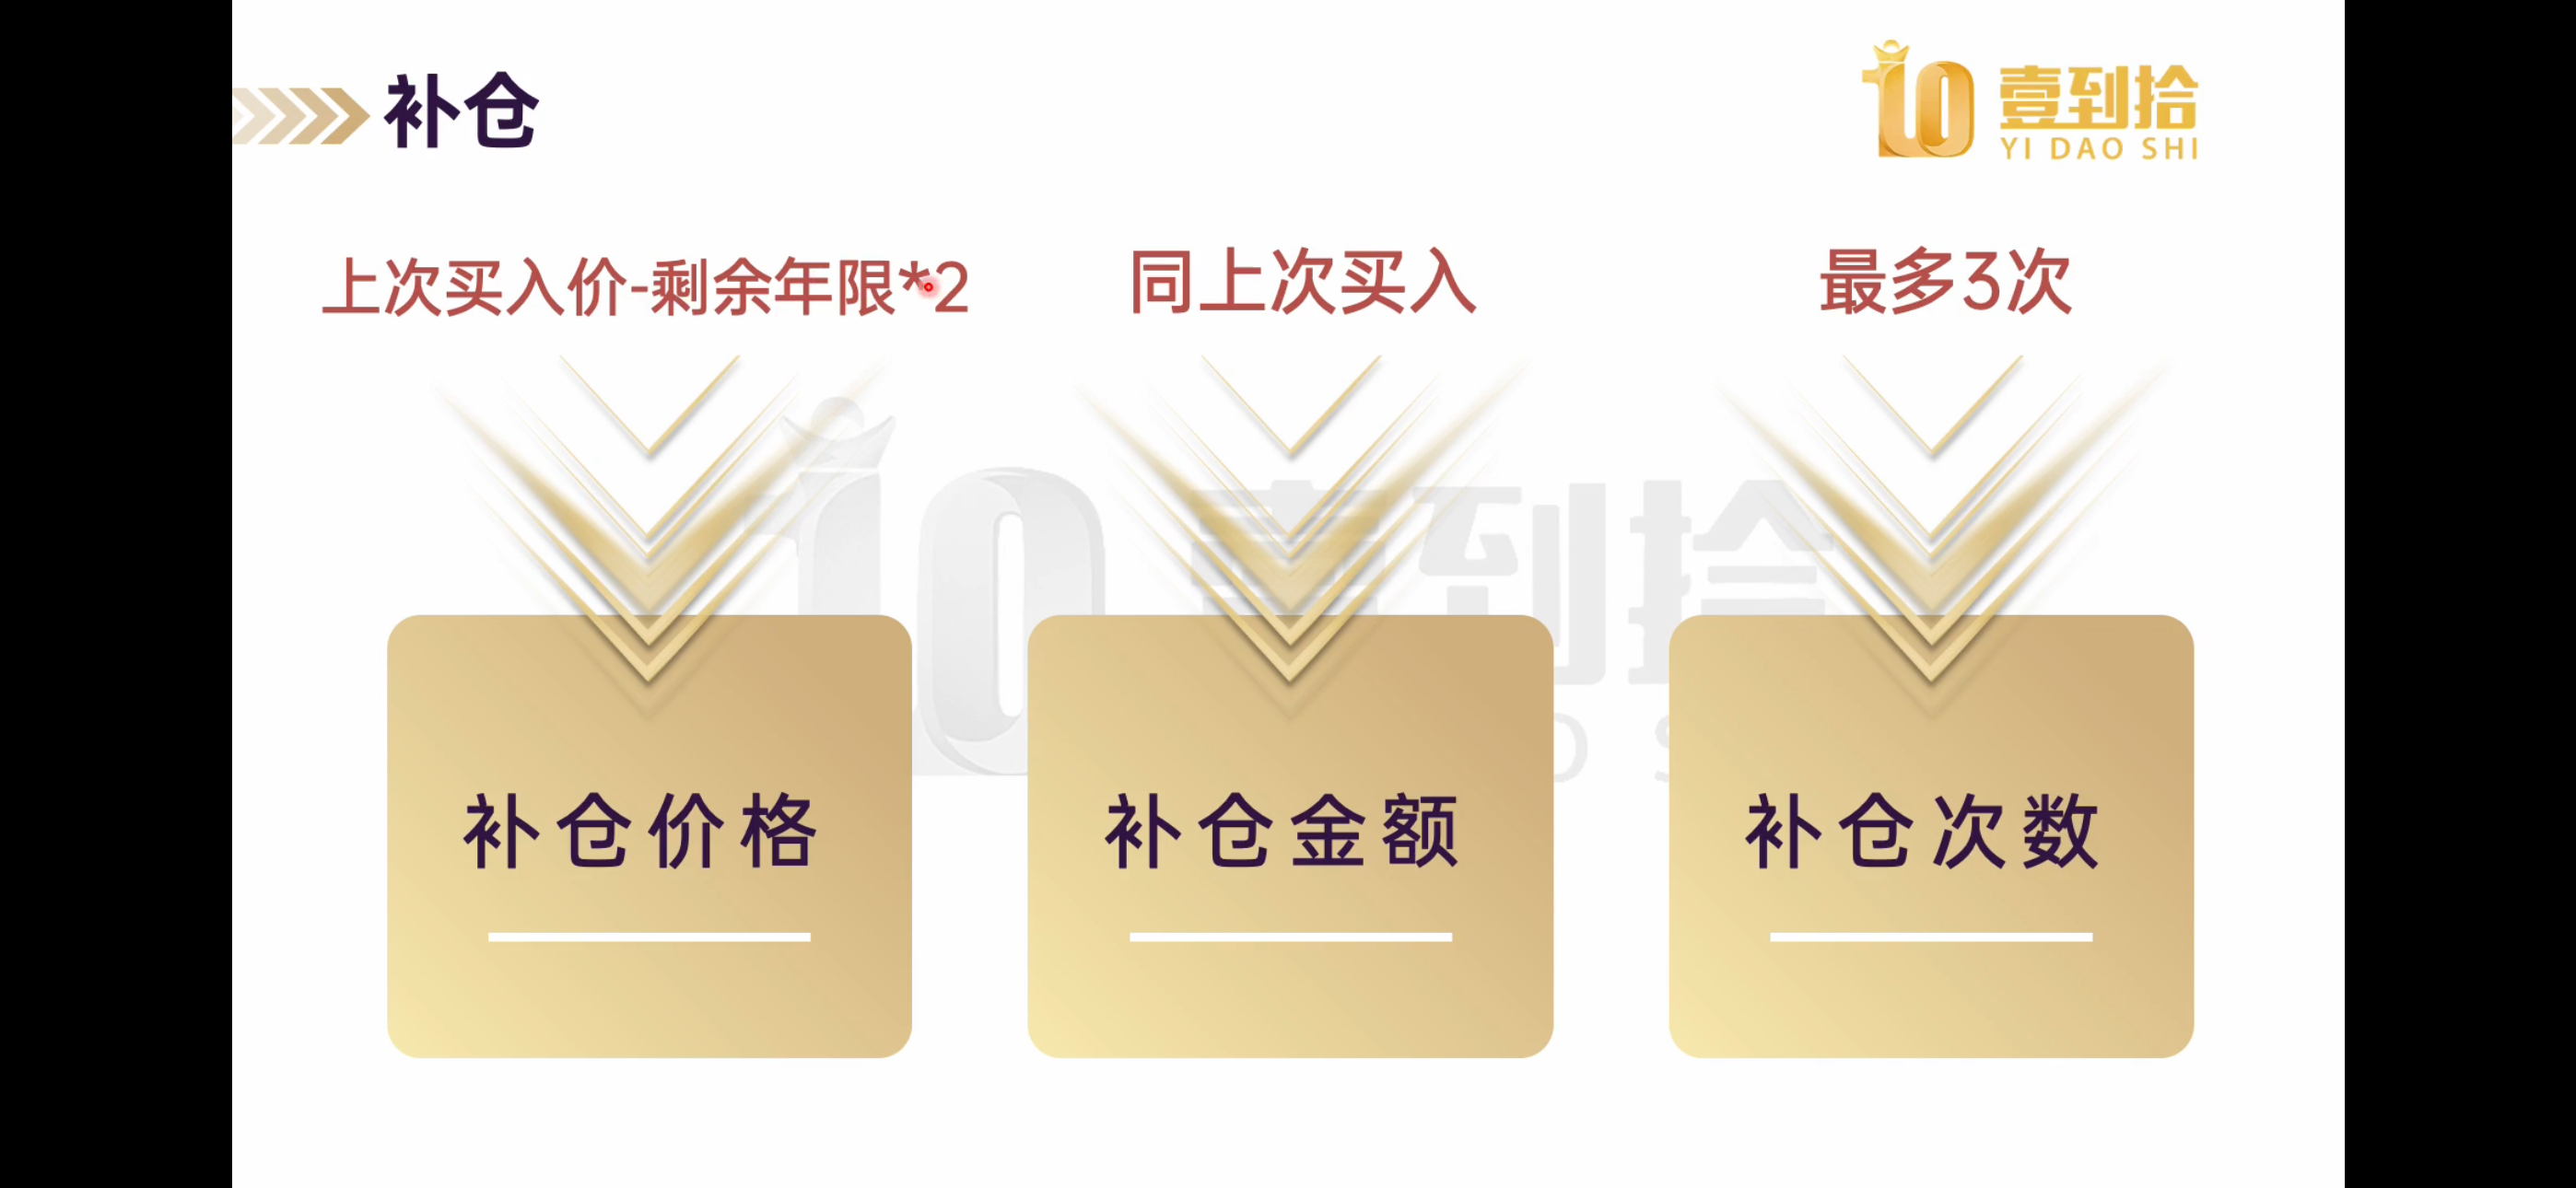 补仓
壹到拾
YI DAO SHI
上次买入价-剩余年限*2
同上次买入
最多3次
补仓价格
补仓金额
补仓次数